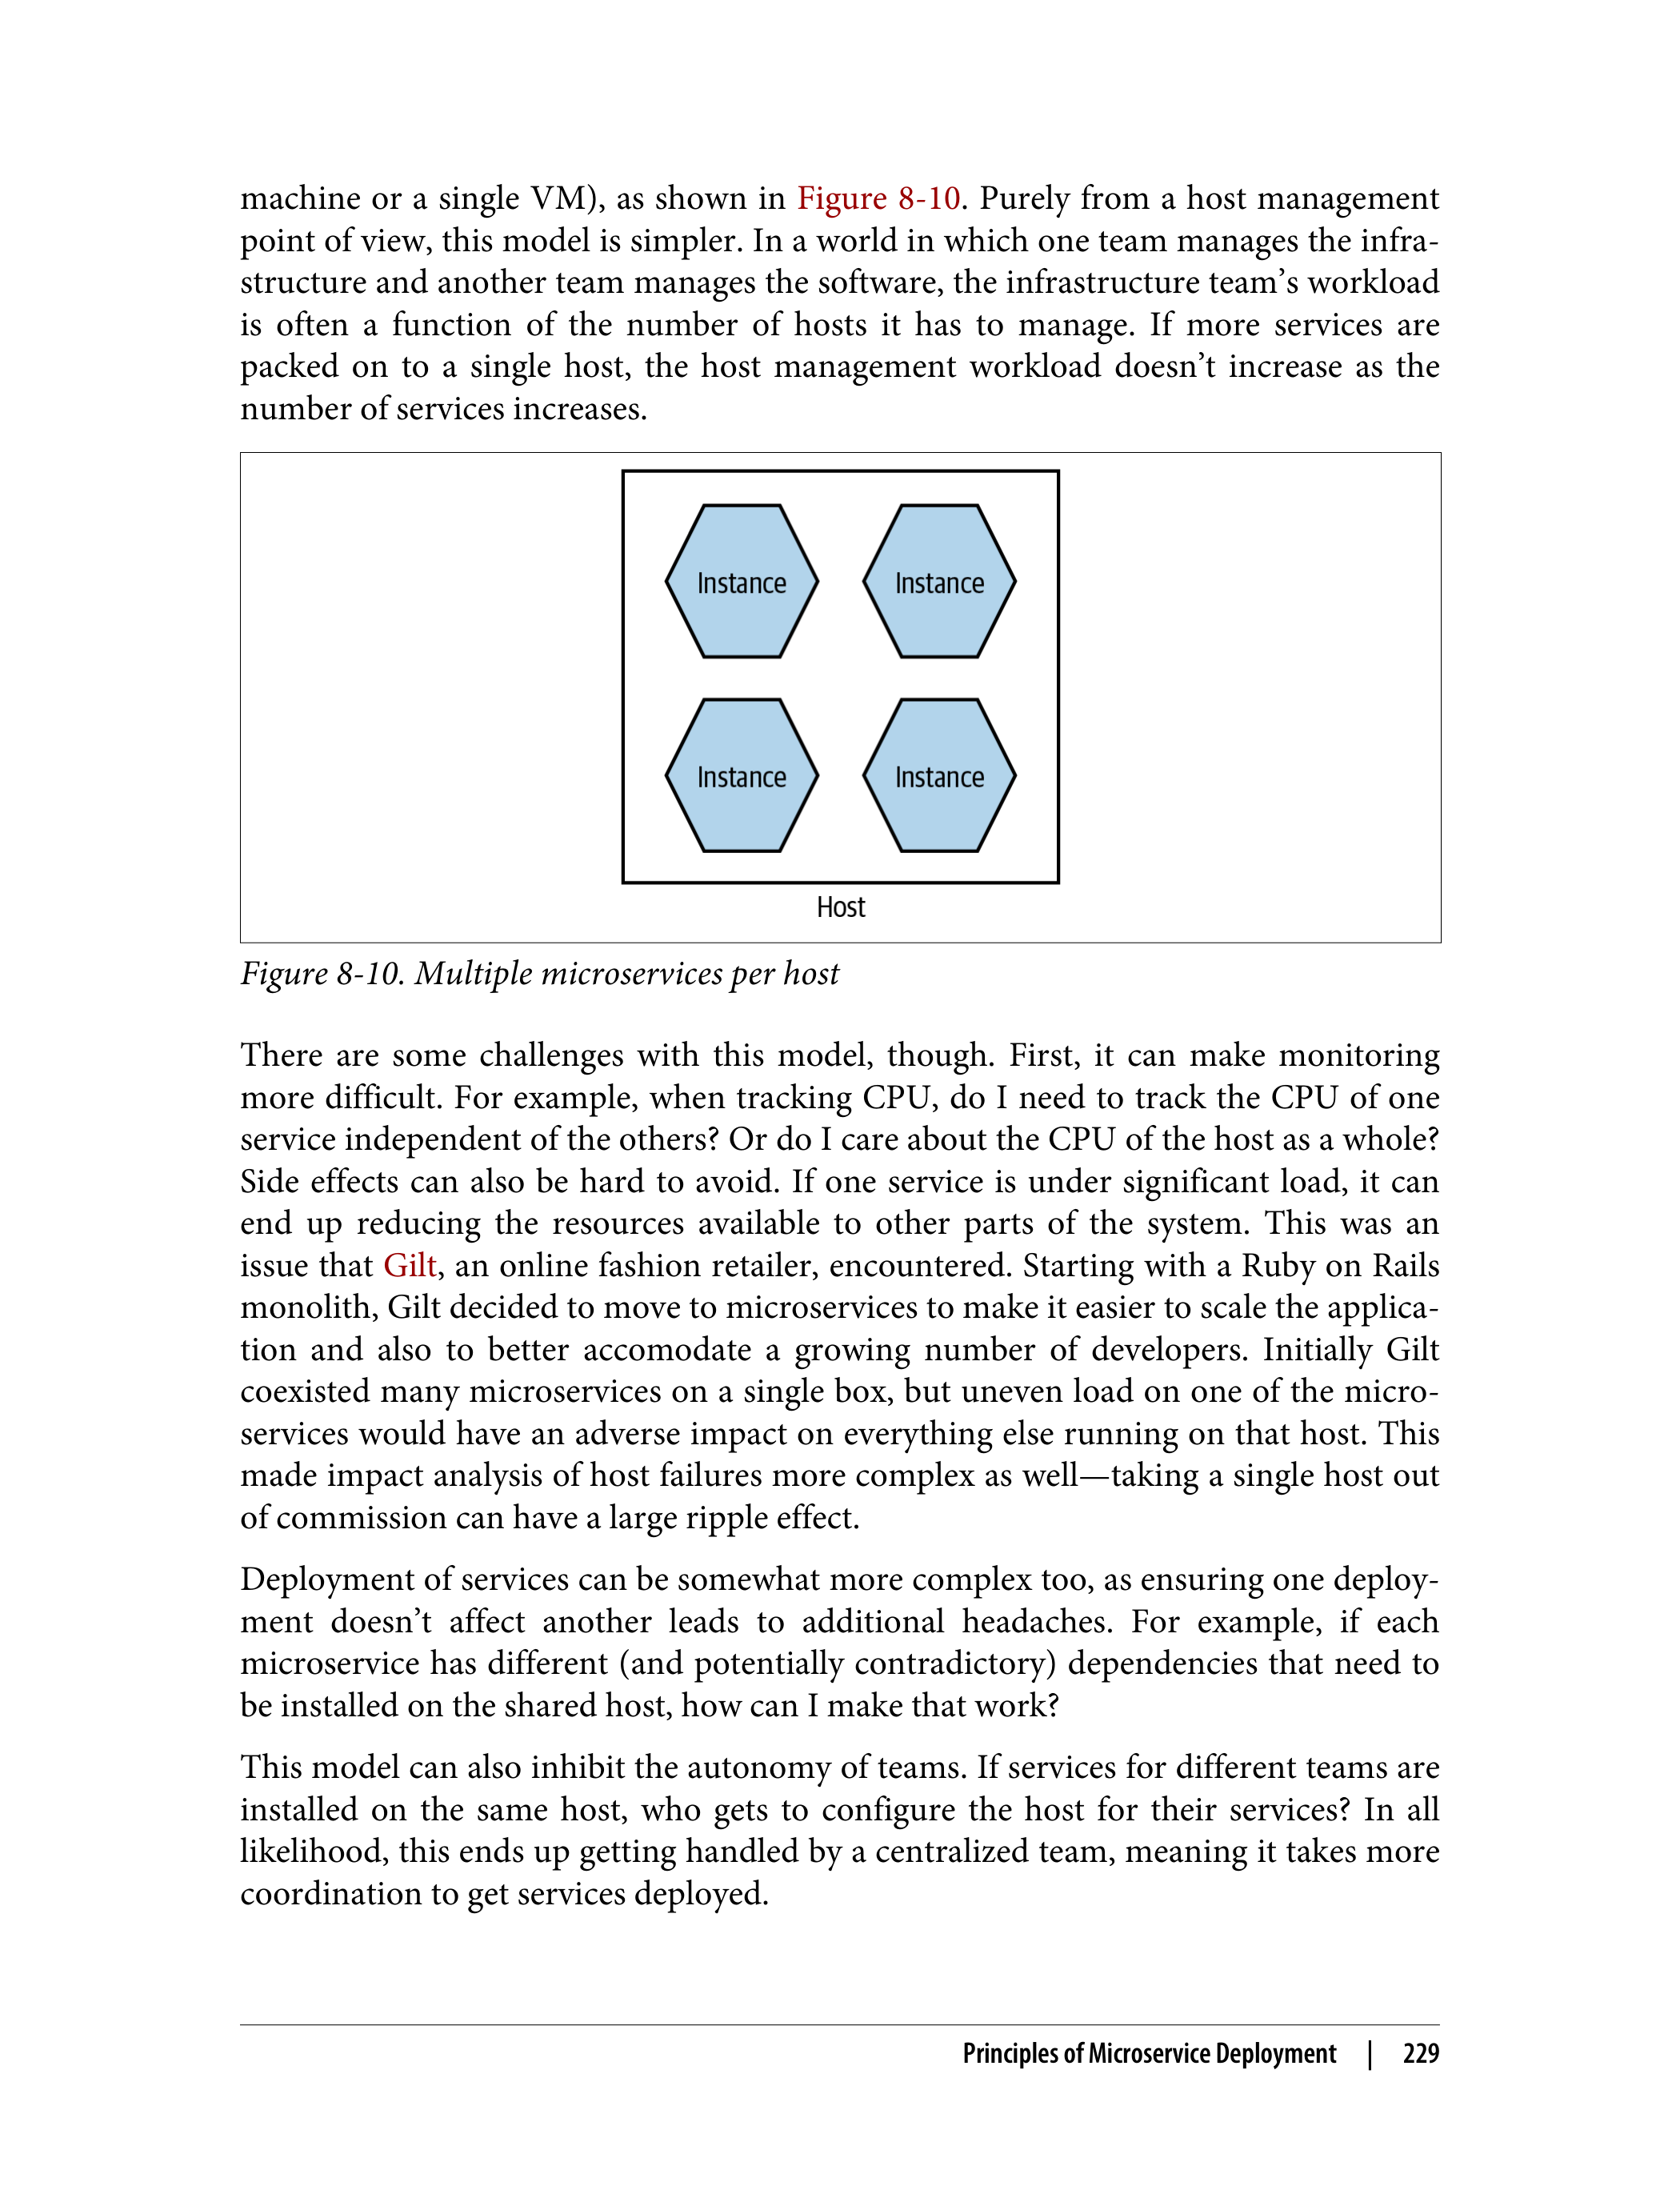 machine or a single VM), as shown in Figure 8-10. Purely from a host management
point of view, this model is simpler. In a world in which one team manages the infra-
structure and another team manages the software, the infrastructure team’s workload
is often a function of the number of hosts it has to manage. If more services are
packed on to a single host, the host management workload doesn’t increase as the
number of services increases.
Instance Instance
Instance Instance
Host
Figure 8-10. Multiple microservices per host
There are some challenges with this model, though. First, it can make monitoring
more difficult. For example, when tracking CPU, do I need to track the CPU of one
service independent of the others? Or do I care about the CPU of the host as a whole?
Side effects can also be hard to avoid. If one service is under significant load, it can
end up reducing the resources available to other parts of the system. This was an
issue that Gilt, an online fashion retailer, encountered. Starting with a Ruby on Rails
monolith, Gilt decided to move to microservices to make it easier to scale the applica-
tion and also to better accomodate a growing number of developers. Initially Gilt
coexisted many microservices on a single box, but uneven load on one of the micro-
services would have an adverse impact on everything else running on that host. This
made impact analysis of host failures more complex as well—taking a single host out
of commission can have a large ripple effect.
Deployment of services can be somewhat more complex too, as ensuring one deploy-
ment doesn’t affect another leads to additional headaches. For example, if each
microservice has different (and potentially contradictory) dependencies that need to
be installed on the shared host, how can I make that work?
This model can also inhibit the autonomy of teams. If services for different teams are
installed on the same host, who gets to configure the host for their services? In all
likelihood, this ends up getting handled by a centralized team, meaning it takes more
coordination to get services deployed.
Principles of Microservice Deployment | 229